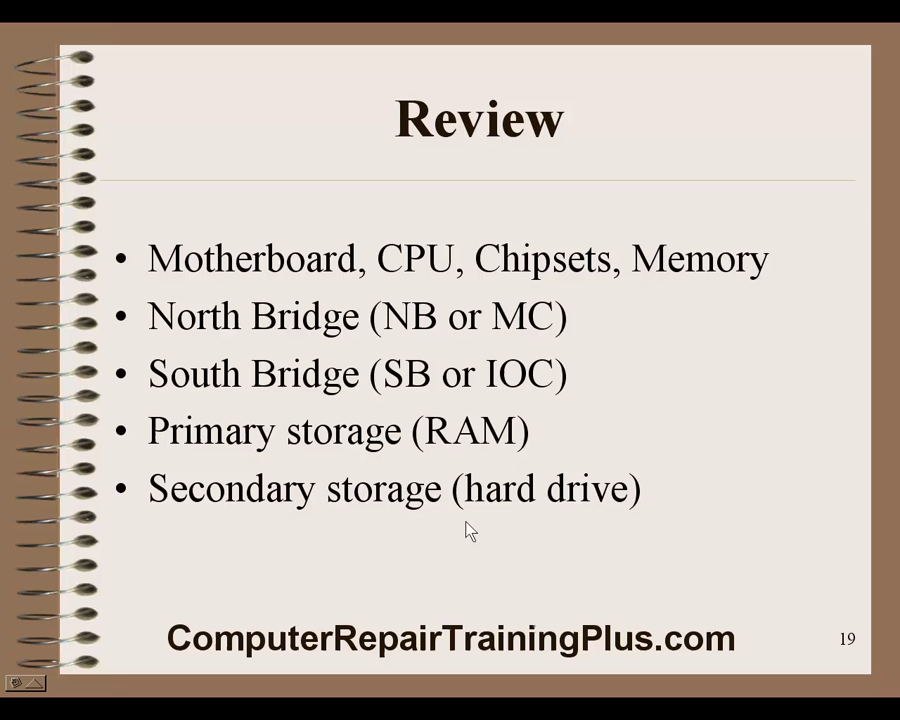 Review
• Motherboard, CPU, Chipsets, Memory
• North Bridge (NB or MC)
• South Bridge (SB or IOC)
• Primary storage (RAM)
• Secondary storage (hard drive)
ComputerRepairTrainingPlus.com
19